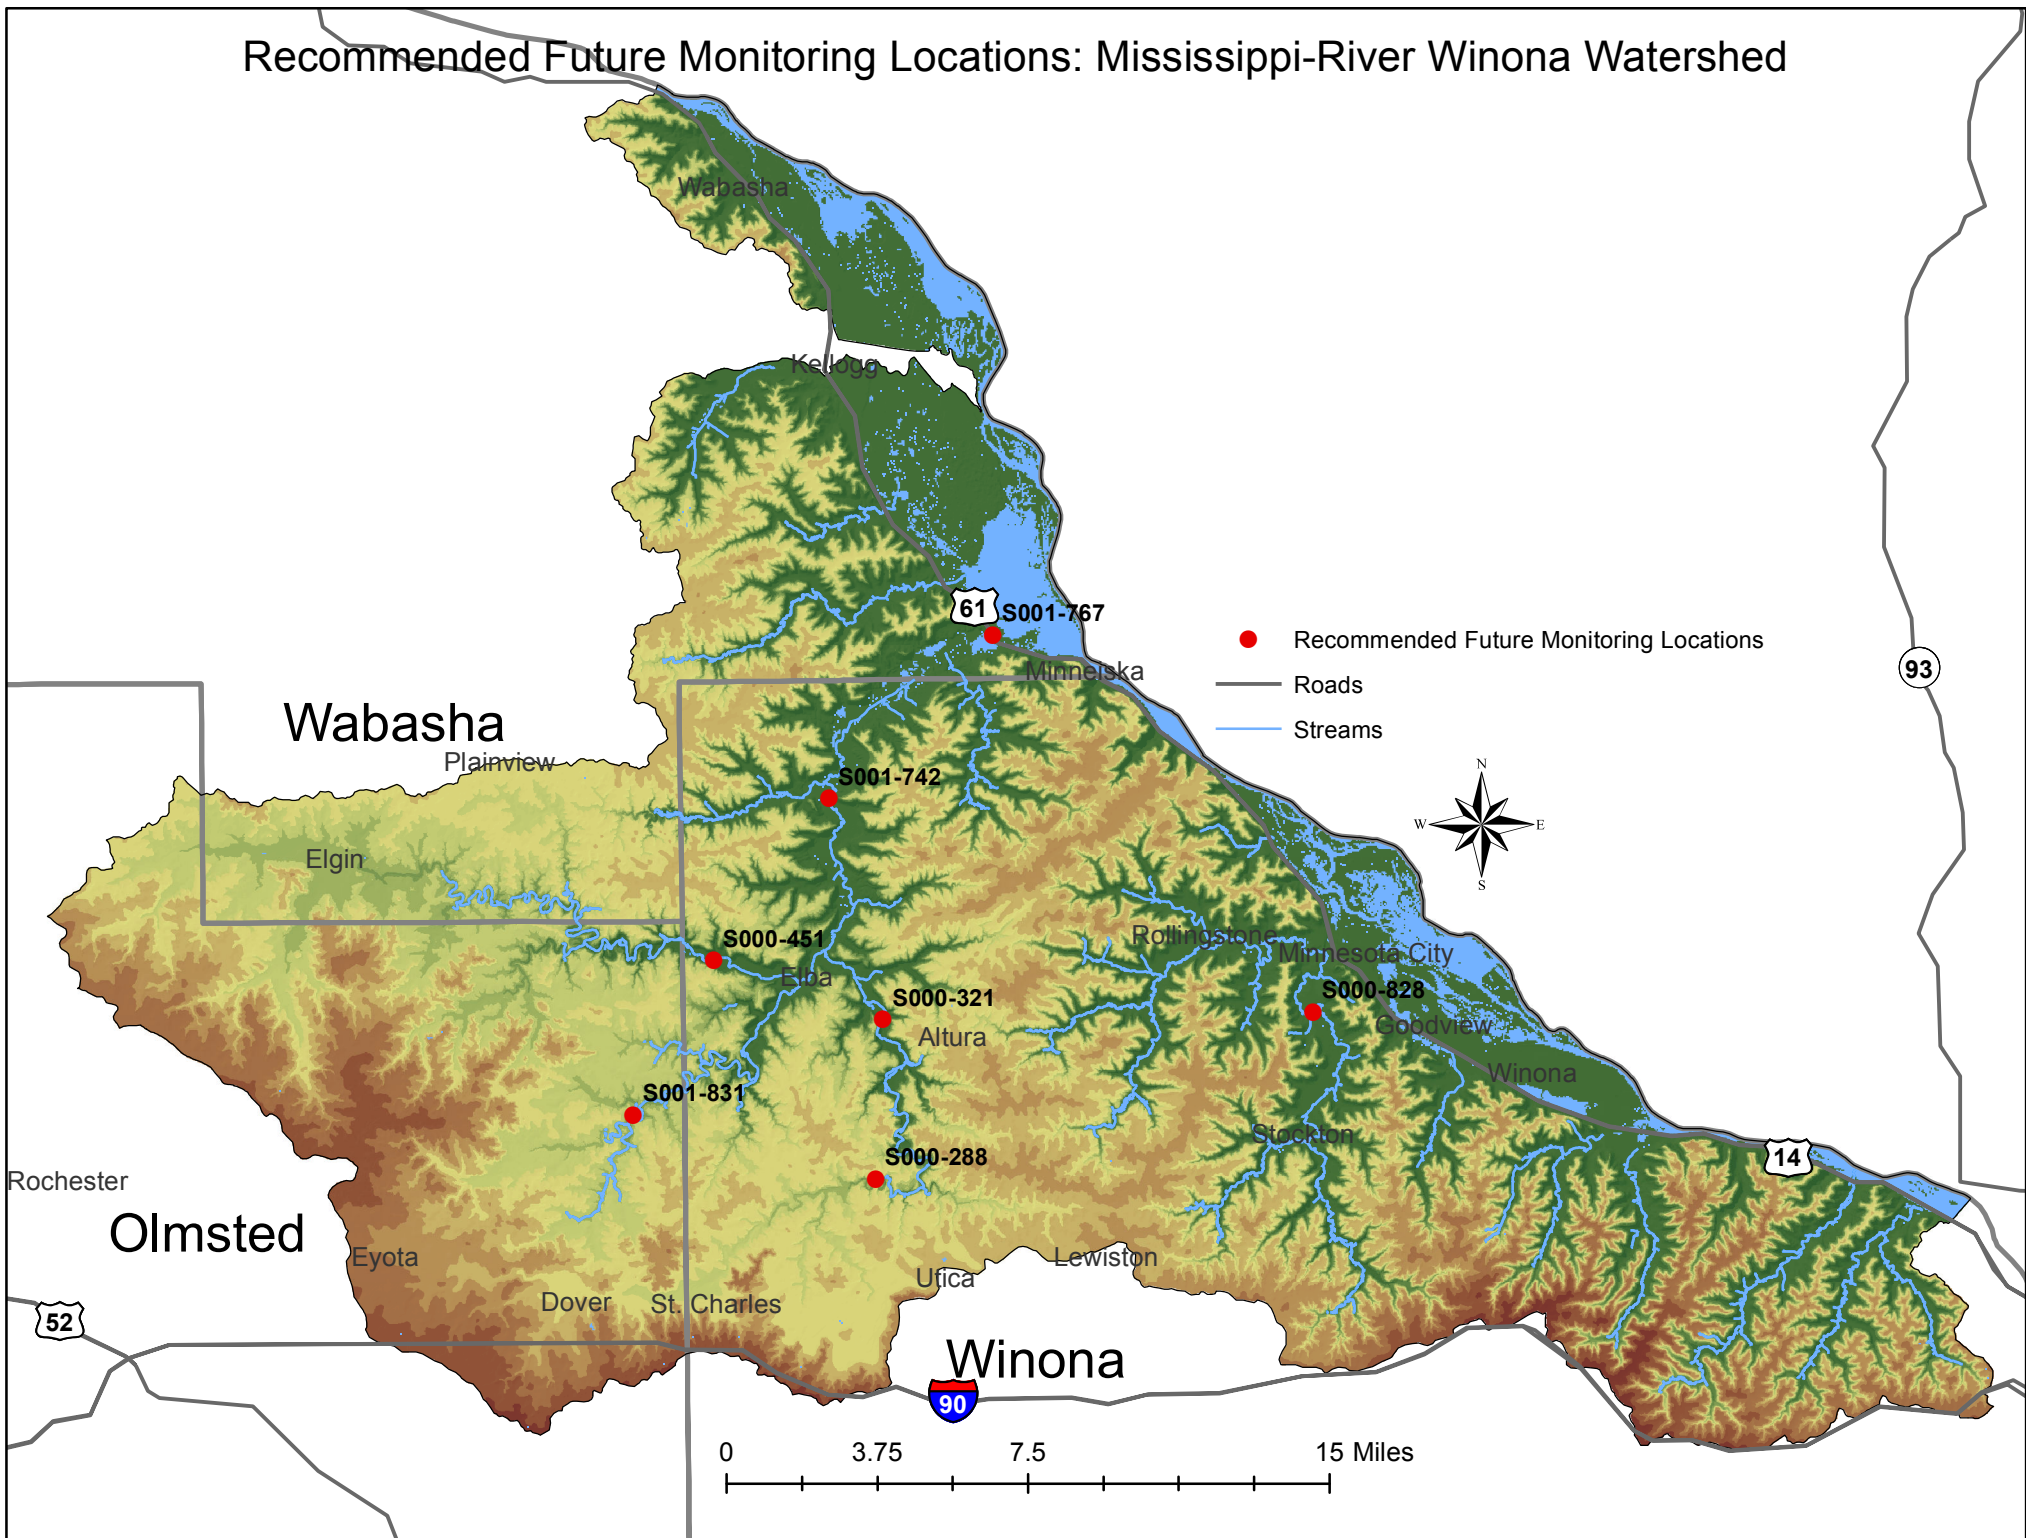 Recommended Future Monitoring Locations: Mississippi-River Winona Watershed
Wabasha
Kellogg
61
S001-767
Minneiska
Recommended Future Monitoring Locations
Roads
Streams
93
Wabasha
Plainview
S001-742
N
W
E
S
Elgin
S000-451
Elba
Rollingstone
Minnesota City
S000-321
S000-828
Altura
Goodview
Winona
S001-831
Stockton
S000-288
14
Rochester
Olmsted
Eyota
Lewiston
Utica
Dover
St. Charles
52
Winona
90
0 3.75 7.5 15 Miles